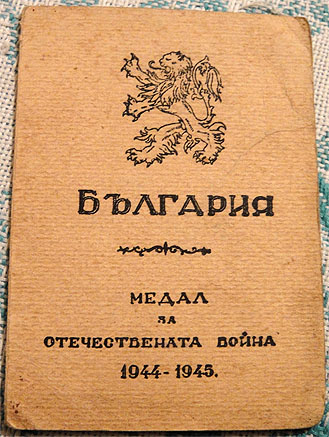 БЪЛГАРИЯ
МЕДАЛ
ЗА
ОТЕЧЕСТВЕНАТА ВОЙНА
1944-1945.